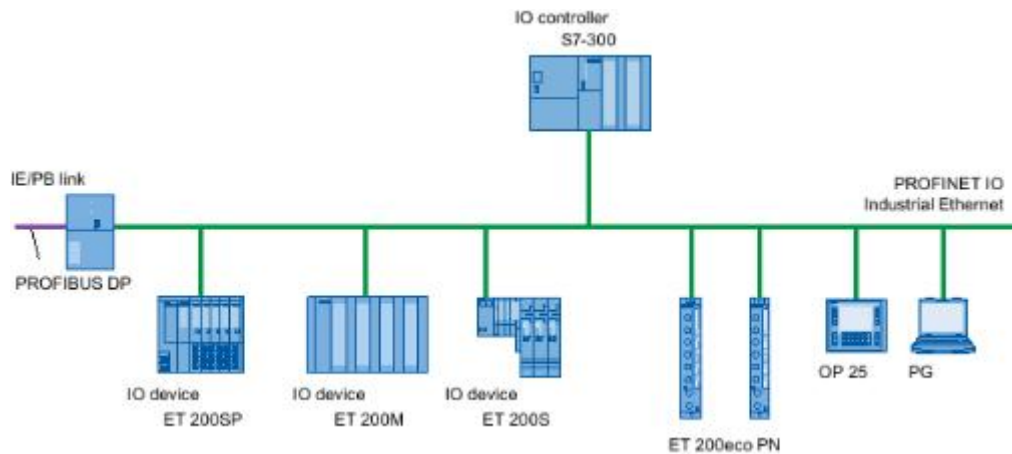 IO controller
S7-300
IE/PB link
PROFINET IO
Industrial Ethernet
PROFIBUS DP
IO device
ET 200SP
IO device
ET 200M
IO device
ET 200S
ET 200eco PN
OP 25
PG